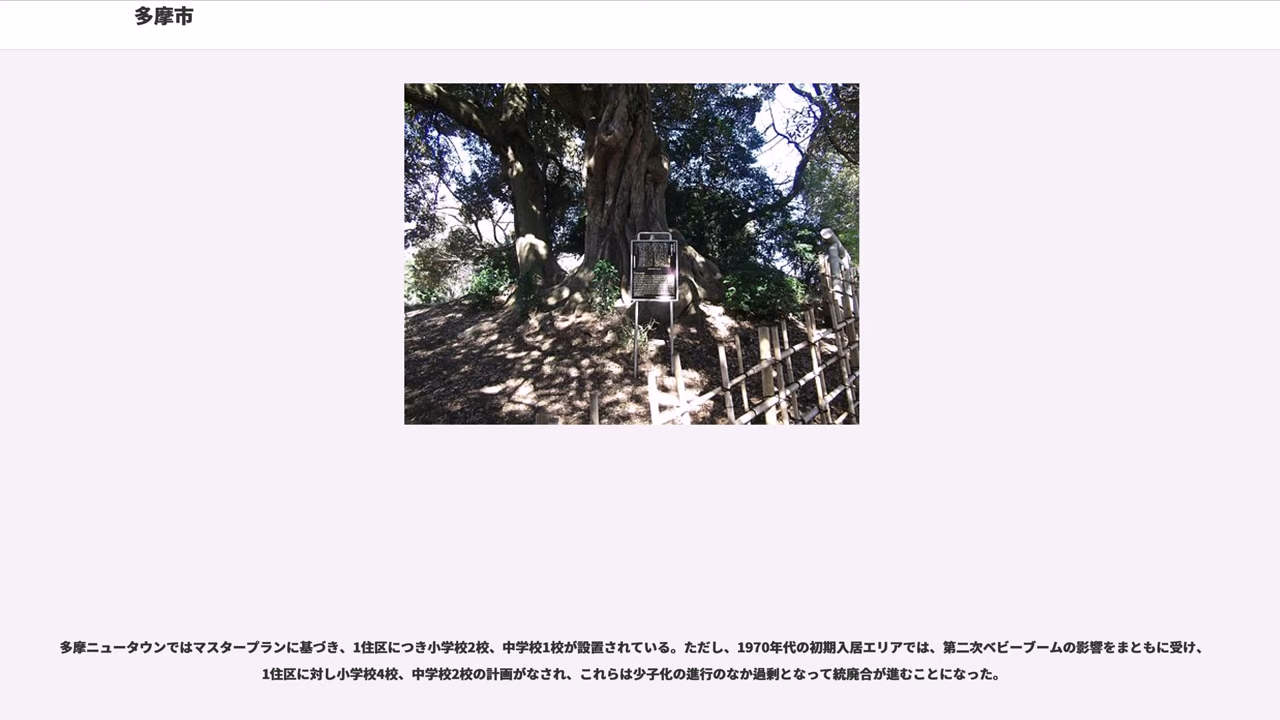 多摩市
多摩ニュータウンではマスタープランに基づき、1住区につき小学校2校、中学校1校が設置されている。ただし、1970年代の初期入居エリアでは、第二次ベビーブームの影響をまともに受け、
1住区に対し小学校4校、中学校2校の計画がなされ、これらは少子化の進行のなか過剰となって統廃合が進むことになった。